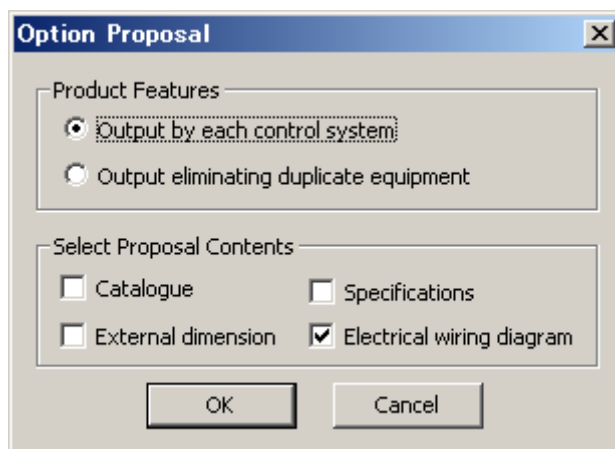 Option Proposal
Product Features
Output by each control system
Output eliminating duplicate equipment
Select Proposal Contents
Catalogue
Specifications
External dimension
Electrical wiring diagram
OK
Cancel